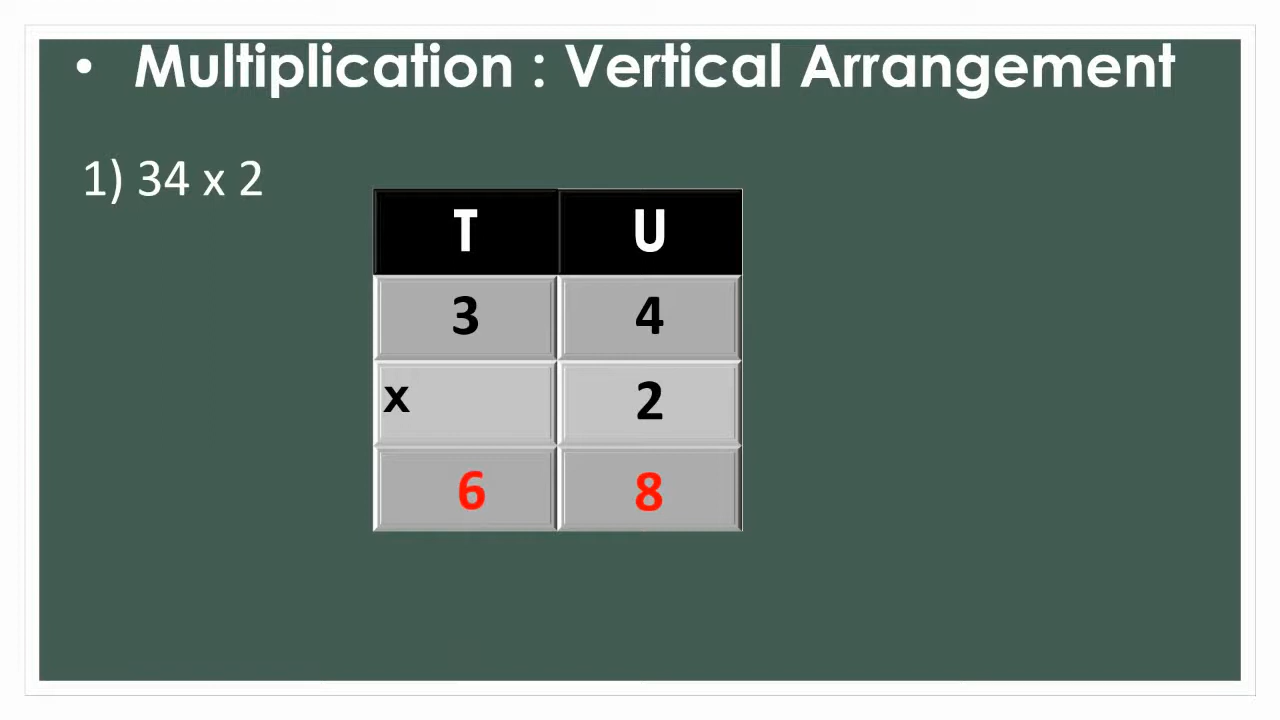 • Multiplication : Vertical Arrangement
1) 34 x 2
T U
3 4
x 2
6 8